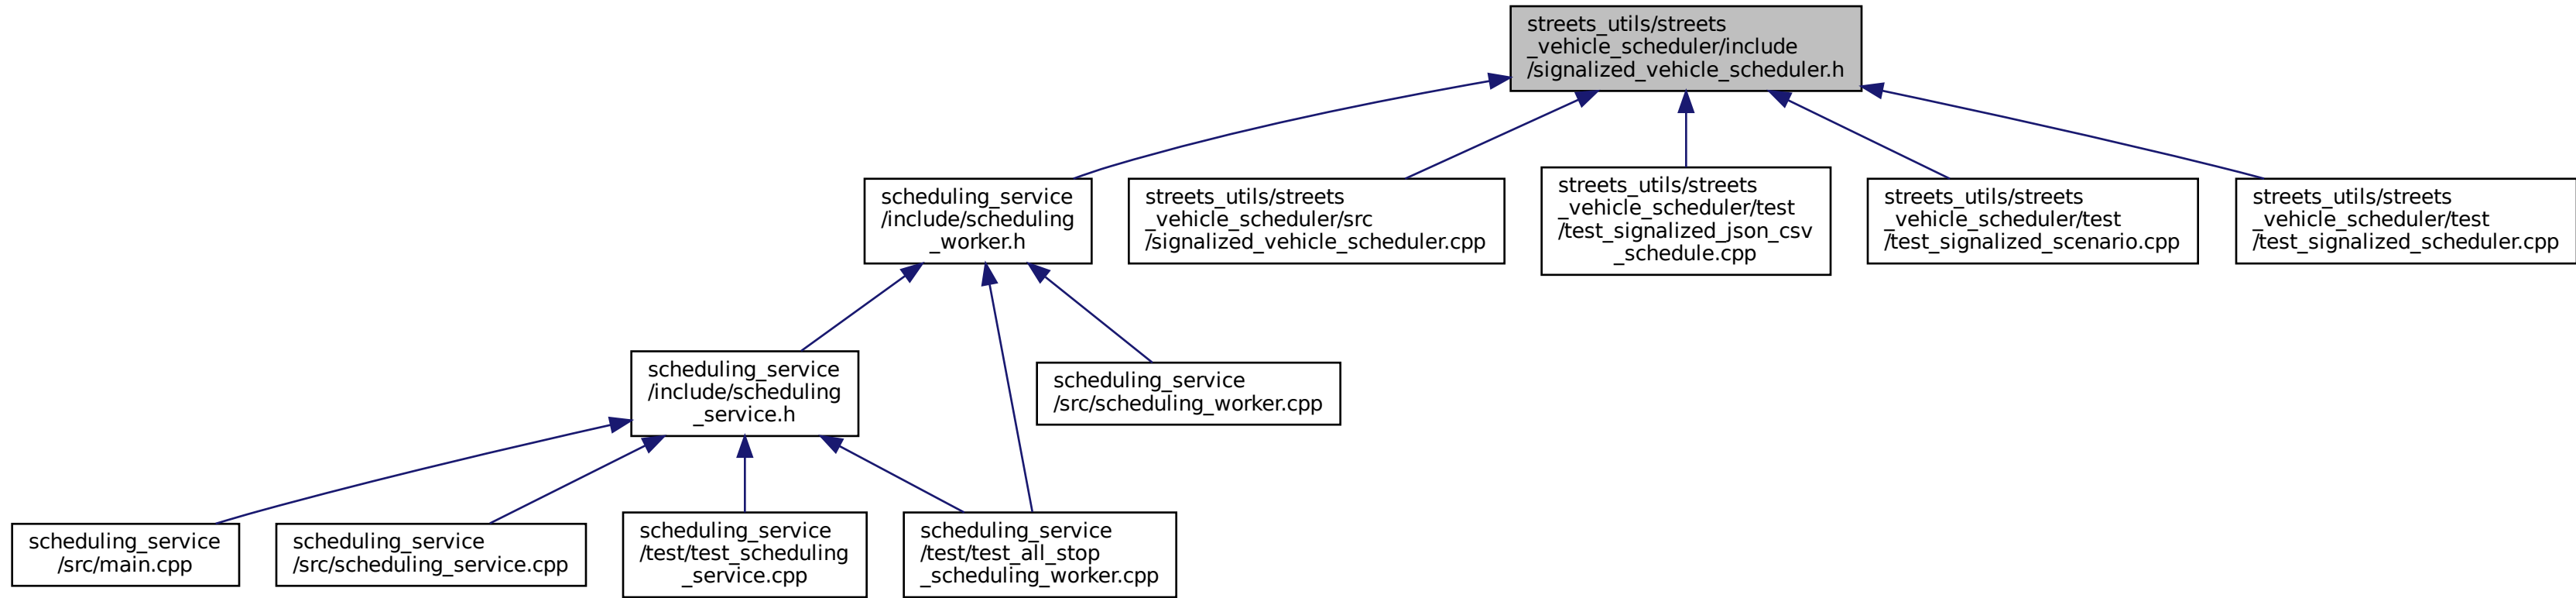 streets_utils/streets
_vehicle_scheduler/include
/signalized_vehicle_scheduler.h
scheduling_service
/include/scheduling
_worker.h
streets_utils/streets
_vehicle_scheduler/src
/signalized_vehicle_scheduler.cpp
streets_utils/streets
_vehicle_scheduler/test
/test_signalized_json_csv
_schedule.cpp
streets_utils/streets
_vehicle_scheduler/test
/test_signalized_scenario.cpp
streets_utils/streets
_vehicle_scheduler/test
/test_signalized_scheduler.cpp
scheduling_service
/include/scheduling
_service.h
scheduling_service
/src/scheduling_worker.cpp
scheduling_service
/src/main.cpp
scheduling_service
/src/scheduling_service.cpp
scheduling_service
/test/test_scheduling
_service.cpp
scheduling_service
/test/test_all_stop
_scheduling_worker.cpp